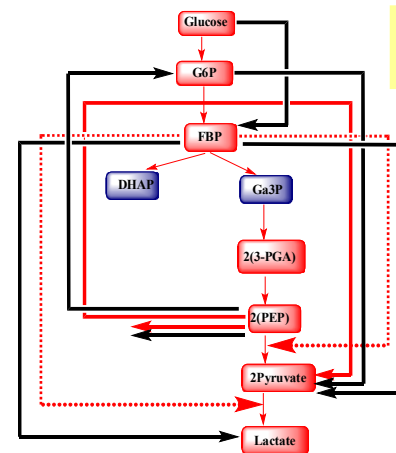 Glucose
G6P
FBP
DHAP
Ga3P
2(3-PGA)
2(PEP)
2Pyruvate
Lactate